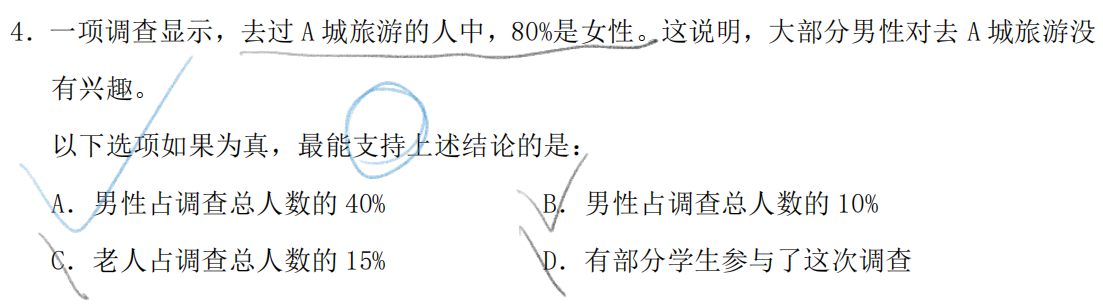 4. 一项调查显示，去过 A 城旅游的人中，80%是女性。这说明，大部分男性对去 A 城旅游没
有兴趣。
以下选项如果为真，最能支持上述结论的是：
A. 男性占调查总人数的 40% B. 男性占调查总人数的 10%
C. 老人占调查总人数的 15% D. 有部分学生参与了这次调查